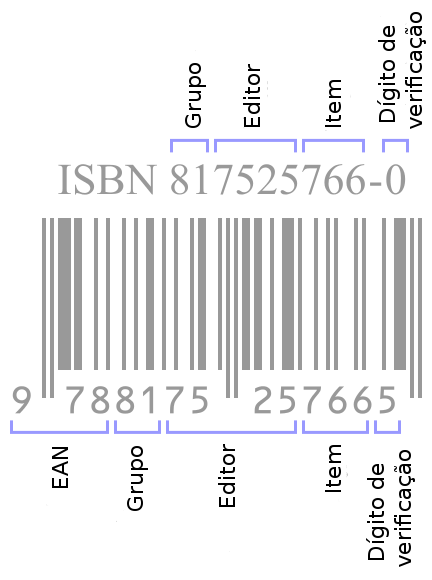 Grupo
Editor
Item
Dígito de
verificação
ISBN 817525766-0
9 788175 257665
EAN
Grupo
Editor
Item
Dígito de
verificação